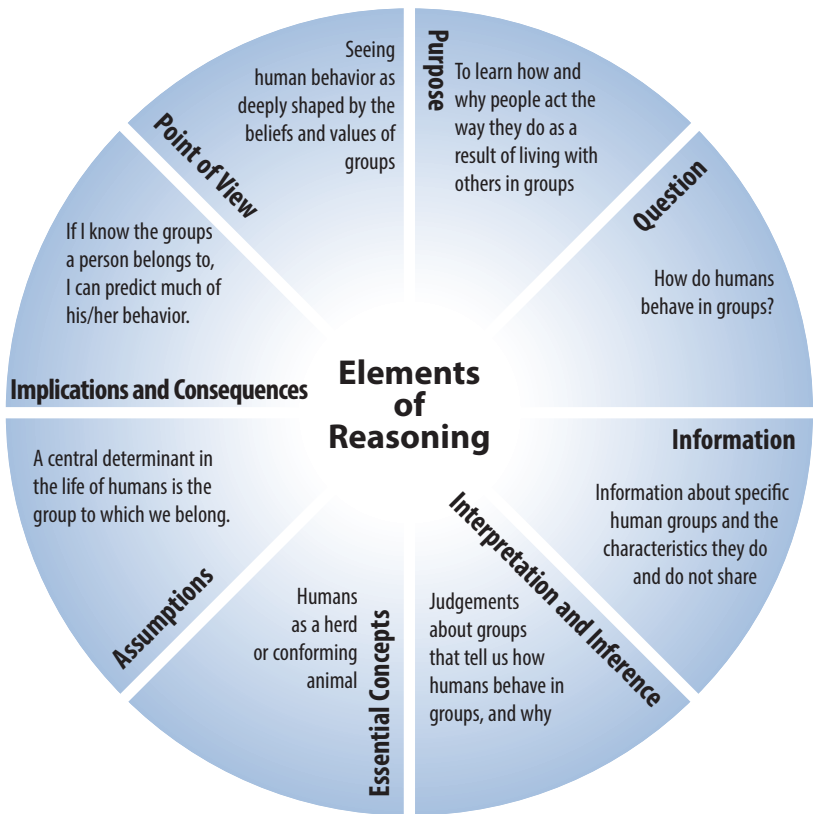 Elements
of
Reasoning
Purpose
To learn how and
why people act the
way they do as a
result of living with
others in groups
Question
How do humans
behave in groups?
Information
Information about specific
human groups and the
characteristics they do
and do not share
Interpretation and Inference
Judgements
about groups
that tell us how
humans behave in
groups, and why
Essential Concepts
Humans
as a herd
or conforming
animal
Assumptions
A central determinant in
the life of humans is the
group to which we belong.
Implications and Consequences
If I know the groups
a person belongs to,
I can predict much of
his/her behavior.
Point of View
Seeing
human behavior as
deeply shaped by the
beliefs and values of
groups